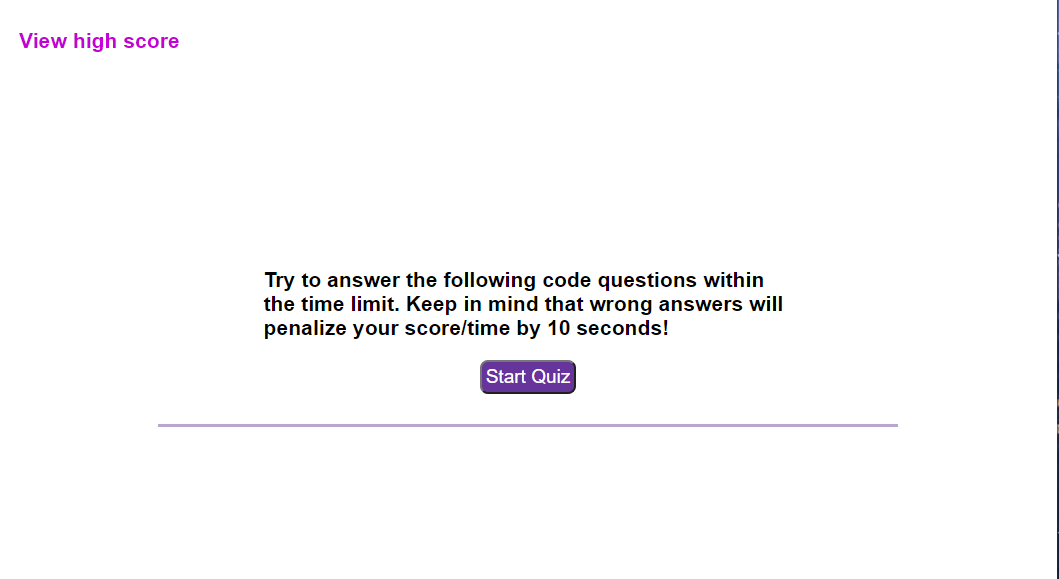 View high score
Try to answer the following code questions within
the time limit. Keep in mind that wrong answers will
penalize your score/time by 10 seconds!
Start Quiz